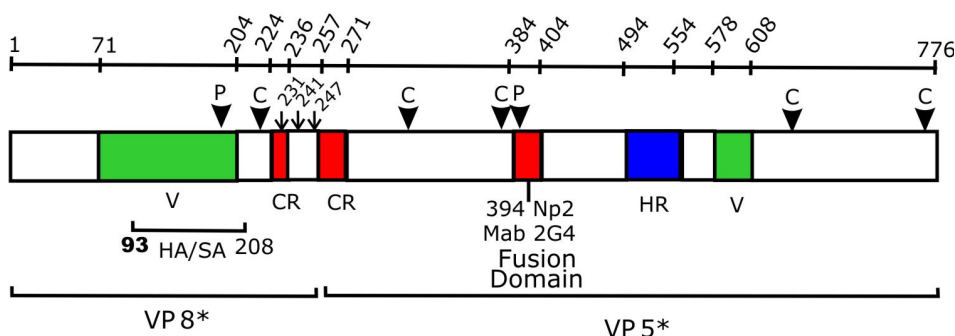 1 71 204 224 236 257 271 384 404 494 554 578 608 776
P C 231 241 247 C C P C C
V CR CR 394 Np2 HR V
93 HA/SA 208 Mab 2G4
Fusion
Domain
VP 8* VP 5*